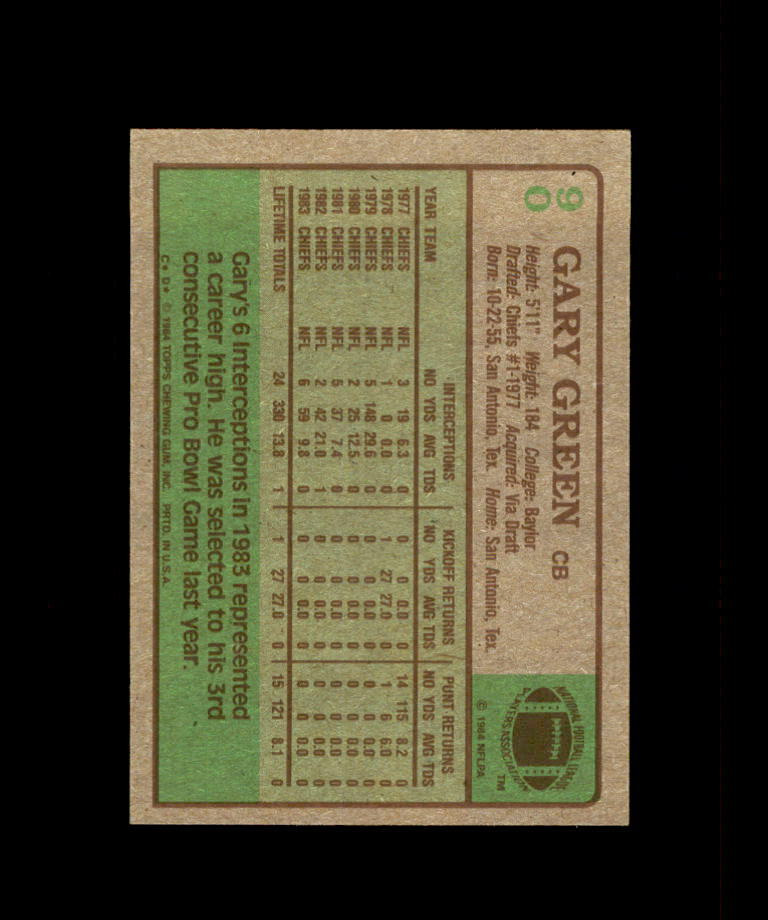 90
GARY GREEN CB
Height: 5'11" Weight: 184 College: Baylor
Drafted: Chiefs #1-1977 Acquired: Via Draft
Born: 10-22-55, San Antonio, Tex. Home: San Antonio, Tex.
NATIONAL FOOTBALL LEAGUE
PLAYERS ASSOCIATION
TM
© 1984 NFLPA
INTERCEPTIONS KICKOFF RETURNS PUNT RETURNS
YEAR TEAM NO YDS AVG TDS NO YDS AVG TDS NO YDS AVG TDS
1977 CHIEFS NFL 3 19 6.3 0 0 0 0.0 0 14 115 8.2 0
1978 CHIEFS NFL 1 0 0.0 0 1 27 27.0 0 1 6 6.0 0
1979 CHIEFS NFL 5 148 29.6 0 0 0 0.0 0 0 0 0.0 0
1980 CHIEFS NFL 2 25 12.5 0 0 0 0.0 0 0 0 0.0 0
1981 CHIEFS NFL 5 37 7.4 0 0 0 0.0 0 0 0 0.0 0
1982 CHIEFS NFL 2 42 21.0 1 0 0 0.0 0 0 0 0.0 0
1983 CHIEFS NFL 6 59 9.8 0 0 0 0.0 0 0 0 0.0 0
LIFETIME TOTALS 24 330 13.8 1 1 27 27.0 0 15 121 8.1 0
Gary's 6 Interceptions in 1983 represented
a career high. He was selected to his 3rd
consecutive Pro Bowl Game last year.
C* D* © 1984 TOPPS CHEWING GUM, INC. PRTD. IN U.S.A.